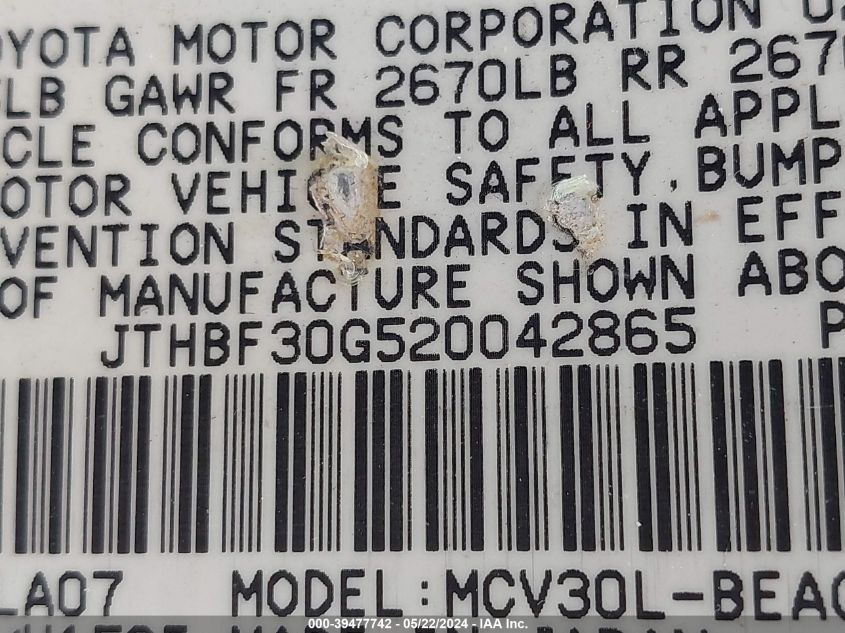 OYOTA MOTOR CORPORATION
LB GAWR FR 2670LB RR 267
CLE CONFORMS TO ALL APPL
OTOR VEHICLE SAFETY, BUMP
VENTION STANDARDS IN EFF
OF MANUFACTURE SHOWN ABO
JTHBF30G520042865 P
LA07 MODEL:MCV30L-BEA
000-39477742 - 05/22/2024 - IAA Inc.